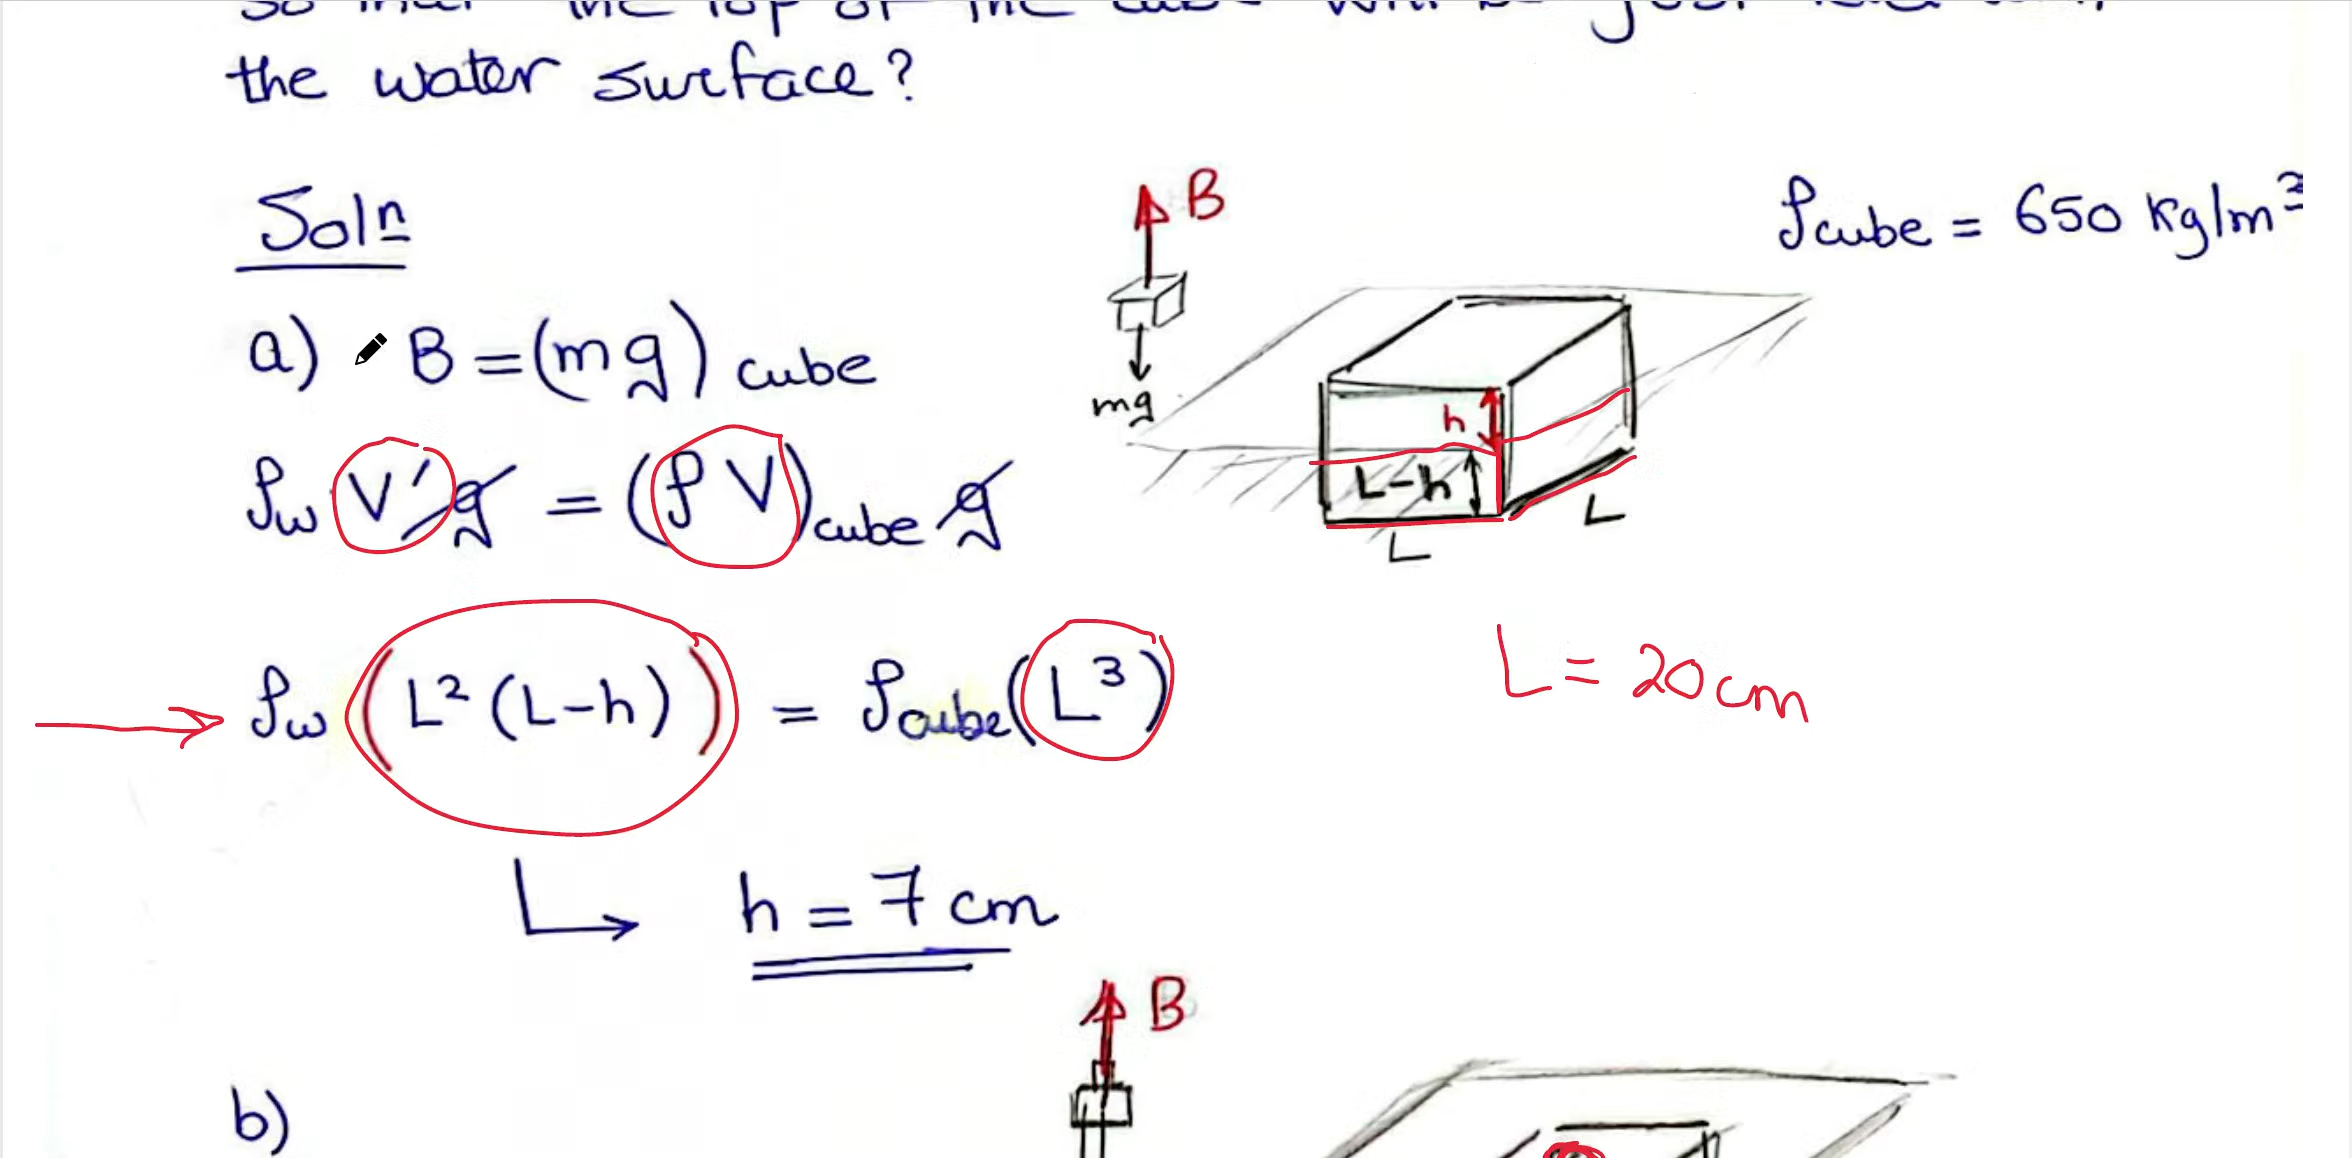 the water surface?
Soln
B
ρcube = 650 kg/m³
a) B = (mg) cube
mg
h
ρw V' g = (ρ V)cube g
L-h
L
L
ρw ( L² (L-h) ) = ρcube (L³)
L = 20 cm
h = 7 cm
B
b)